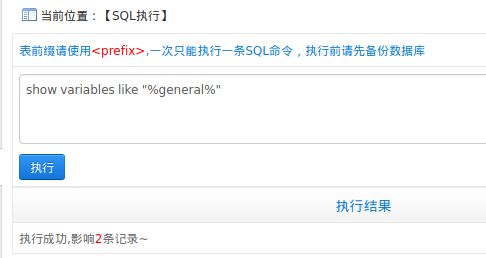 当前位置：【SQL执行】
表前缀请使用<prefix>,一次只能执行一条SQL命令，执行前请先备份数据库
show variables like "%general%"
执行
执行结果
执行成功,影响2条记录~